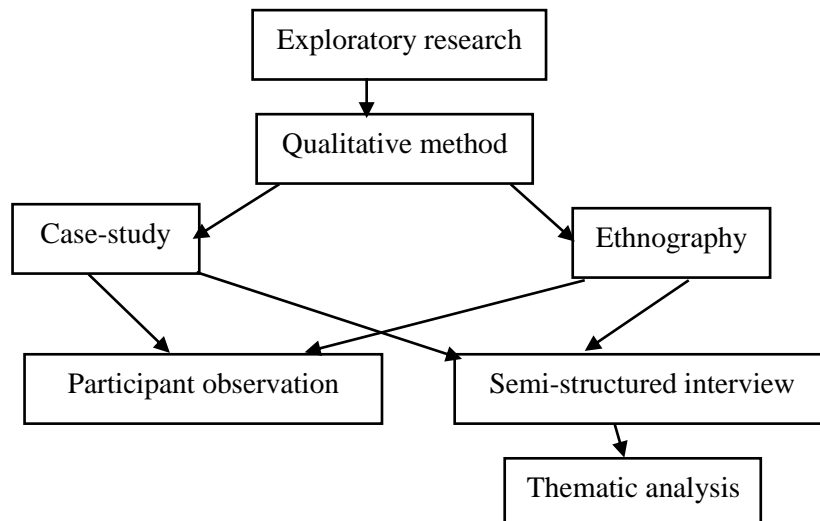 Exploratory research
Qualitative method
Case-study
Ethnography
Participant observation
Semi-structured interview
Thematic analysis